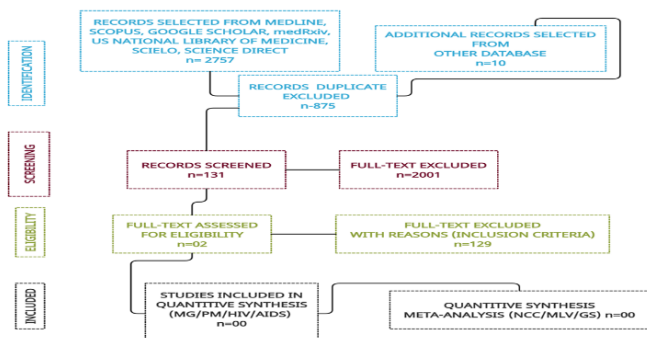 IDENTIFICATION
RECORDS SELECTED FROM MEDLINE,
SCOPUS, GOOGLE SCHOLAR, medRxiv,
US NATIONAL LIBRARY OF MEDICINE,
SCIELO, SCIENCE DIRECT
n= 2757
ADDITIONAL RECORDS SELECTED
FROM
OTHER DATABASE
n=10
RECORDS DUPLICATE
EXCLUDED
n-875
SCREENING
RECORDS SCREENED
n=131
FULL-TEXT EXCLUDED
n=2001
ELIGIBILITY
FULL-TEXT ASSESSED
FOR ELIGIBILITY
n=02
FULL-TEXT EXCLUDED
WITH REASONS (INCLUSION CRITERIA)
n=129
INCLUDED
STUDIES INCLUDED IN
QUANTITIVE SYNTHESIS
(MG/PM/HIV/AIDS)
n=00
QUANTITIVE SYNTHESIS
META-ANALYSIS (NCC/MLV/GS) n=00